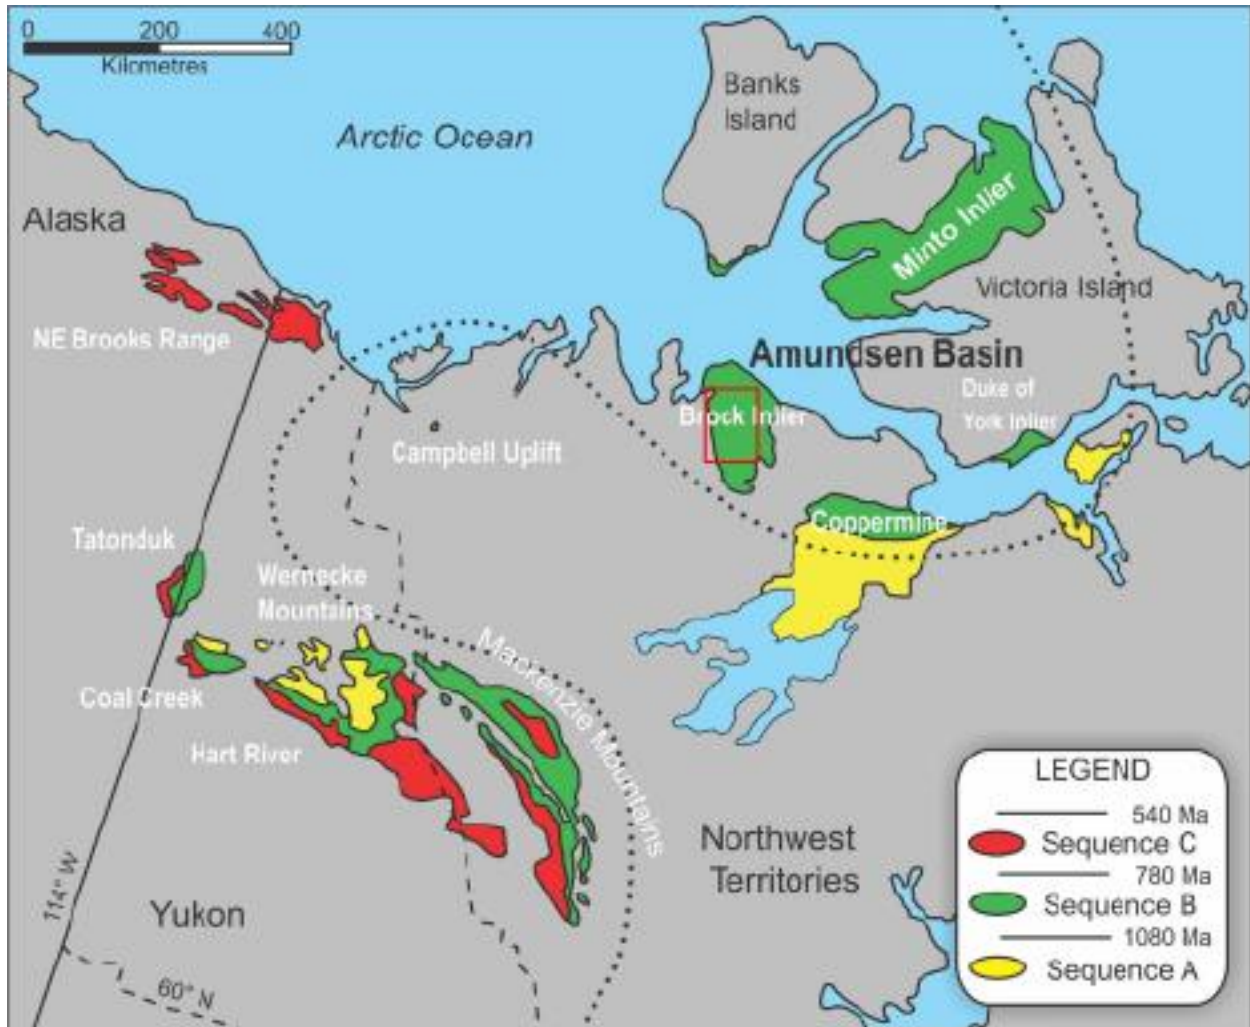 0 200 400
Kilometres
Banks
Island
Arctic Ocean
Alaska
Minto Inlier
Victoria Island
NE Brooks Range
Amundsen Basin
Duke of
York Inlier
Brock Inlier
Campbell Uplift
Coppermine
Tatonduk
Wernecke
Mountains
Mackenzie Mountains
Coal Creek
Hart River
Northwest
Territories
114° W
Yukon
60° N
LEGEND
540 Ma
Sequence C
780 Ma
Sequence B
1080 Ma
Sequence A